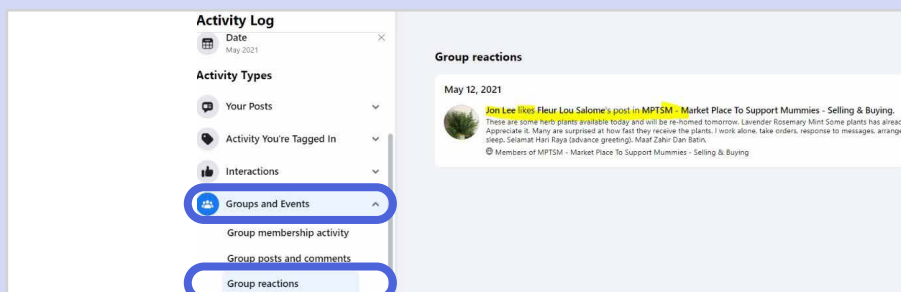 Activity Log
Date
May 2021
Activity Types
Your Posts
Activity You're Tagged In
Interactions
Groups and Events
Group membership activity
Group posts and comments
Group reactions
Group reactions
May 12, 2021
Jon Lee likes Fleur Lou Salome's post in MPTSM - Market Place To Support Mummies - Selling & Buying.
These are some herb plants available today and will be re-homed tomorrow. Lavender Rosemary Mint Some plants has alread
Appreciate it. Many are surprised at how fast they receive the plants. I work alone, take orders, response to messages, arrange
sleep. Selamat Hari Raya (advance greeting). Maaf Zahir Dan Batin.
Members of MPTSM - Market Place To Support Mummies - Selling & Buying